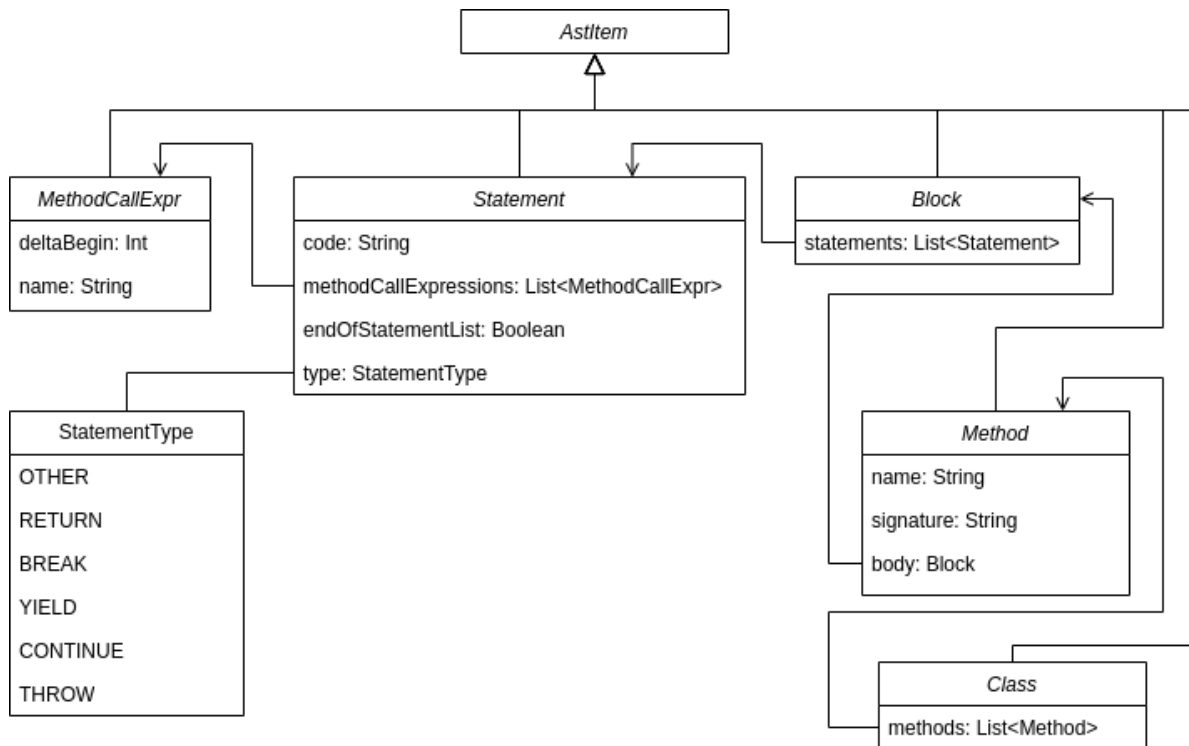 AstItem
MethodCallExpr
deltaBegin: Int
name: String
Statement
code: String
methodCallExpressions: List<MethodCallExpr>
endOfStatementList: Boolean
type: StatementType
Block
statements: List<Statement>
StatementType
OTHER
RETURN
BREAK
YIELD
CONTINUE
THROW
Method
name: String
signature: String
body: Block
Class
methods: List<Method>